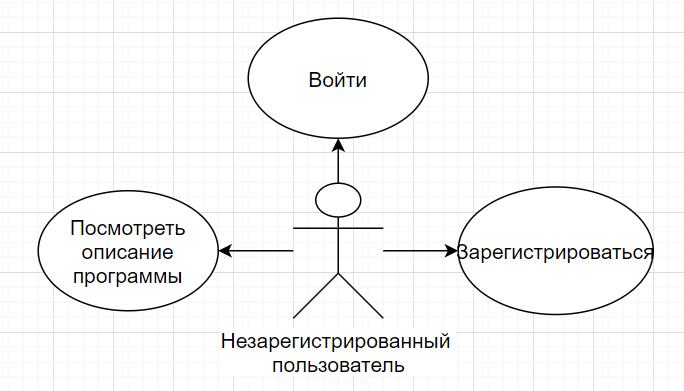 Войти
Посмотреть
описание
программы
Зарегистрироваться
Незарегистрированный
пользователь